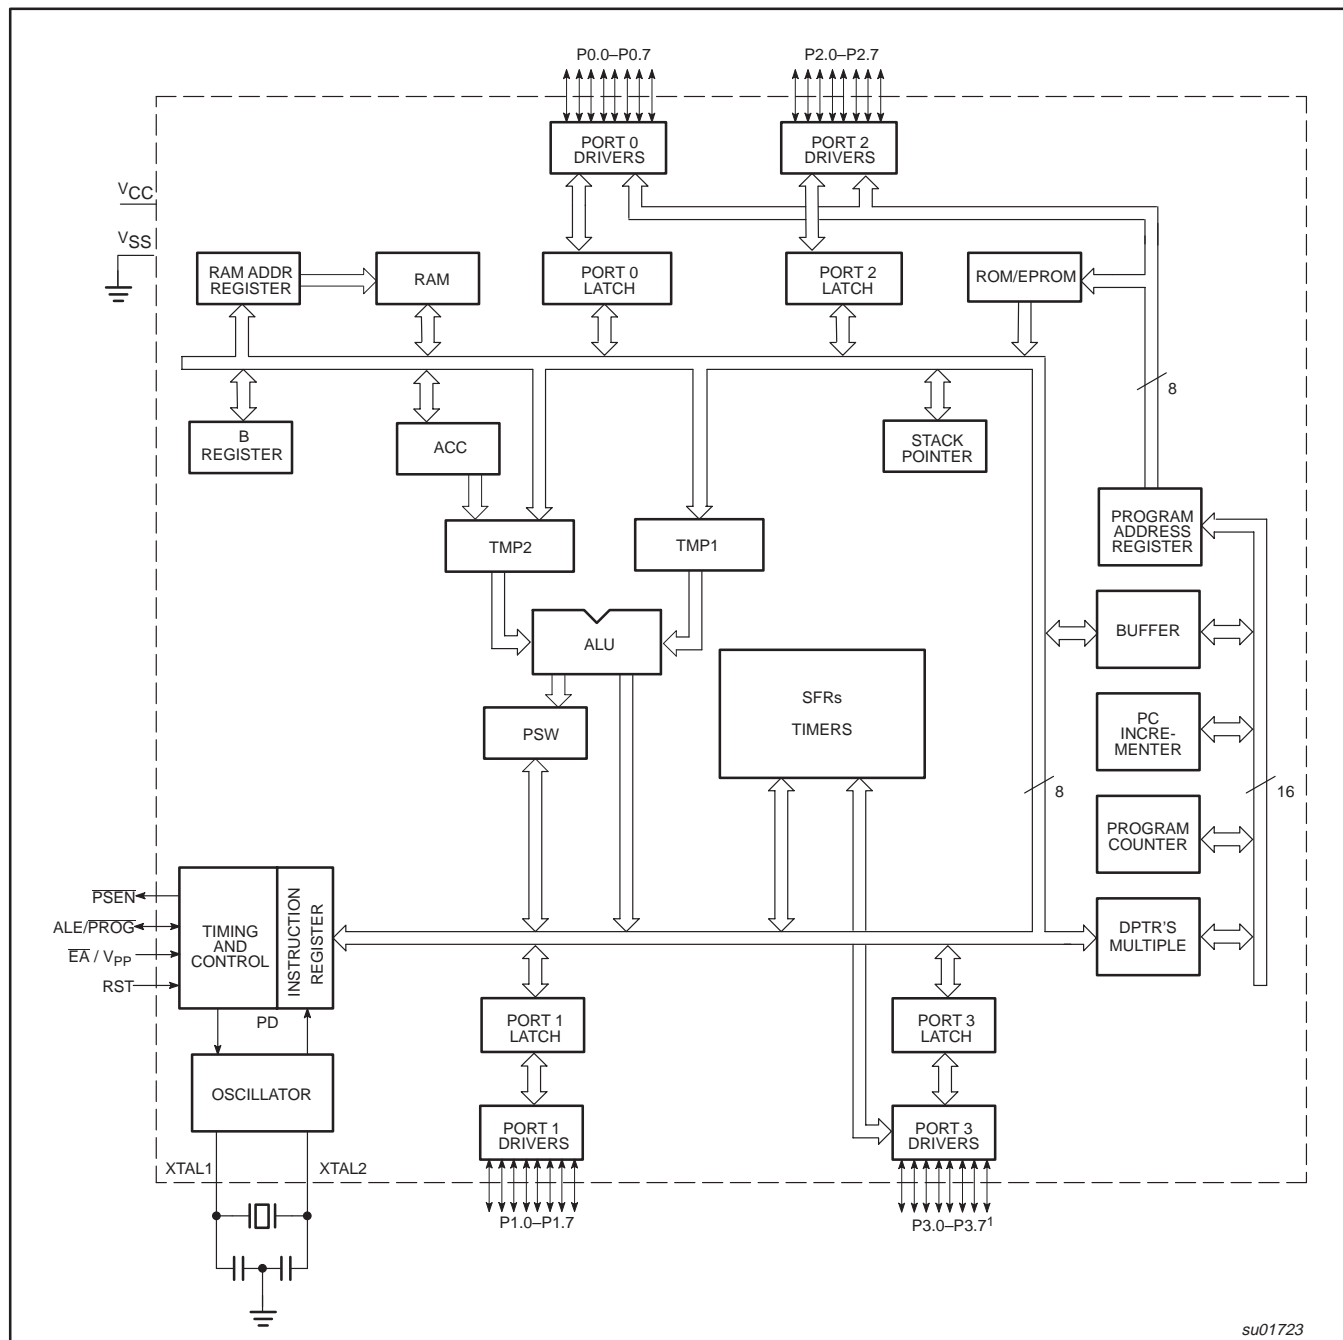 P0.0–P0.7
P2.0–P2.7
PORT 0
DRIVERS
PORT 2
DRIVERS
VCC
VSS
RAM ADDR
REGISTER
RAM
PORT 0
LATCH
PORT 2
LATCH
ROM/EPROM
8
B
REGISTER
ACC
STACK
POINTER
PROGRAM
ADDRESS
REGISTER
TMP2
TMP1
ALU
BUFFER
SFRs
TIMERS
PSW
PC
INCRE-
MENTER
8
16
PROGRAM
COUNTER
PSEN
ALE/PROG
EA / VPP
RST
TIMING
AND
CONTROL
INSTRUCTION
REGISTER
DPTR'S
MULTIPLE
PD
PORT 1
LATCH
PORT 3
LATCH
OSCILLATOR
PORT 1
DRIVERS
PORT 3
DRIVERS
XTAL1
XTAL2
P1.0–P1.7
P3.0–P3.7¹
su01723